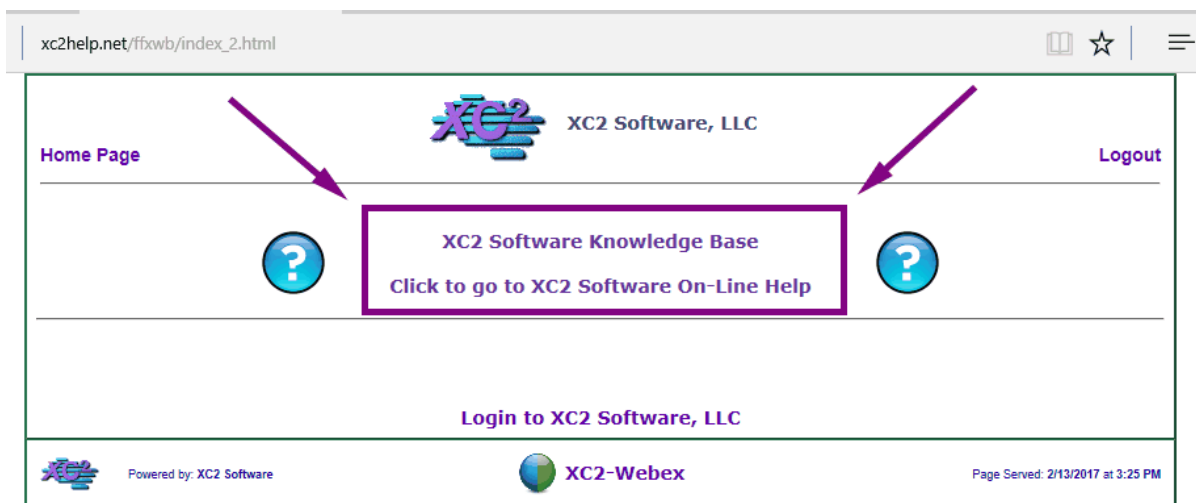 xc2help.net/ffxwb/index_2.html
XC2 XC2 Software, LLC
Home Page Logout
? XC2 Software Knowledge Base ?
Click to go to XC2 Software On-Line Help
Login to XC2 Software, LLC
XC2 Powered by: XC2 Software XC2-Webex Page Served: 2/13/2017 at 3:25 PM